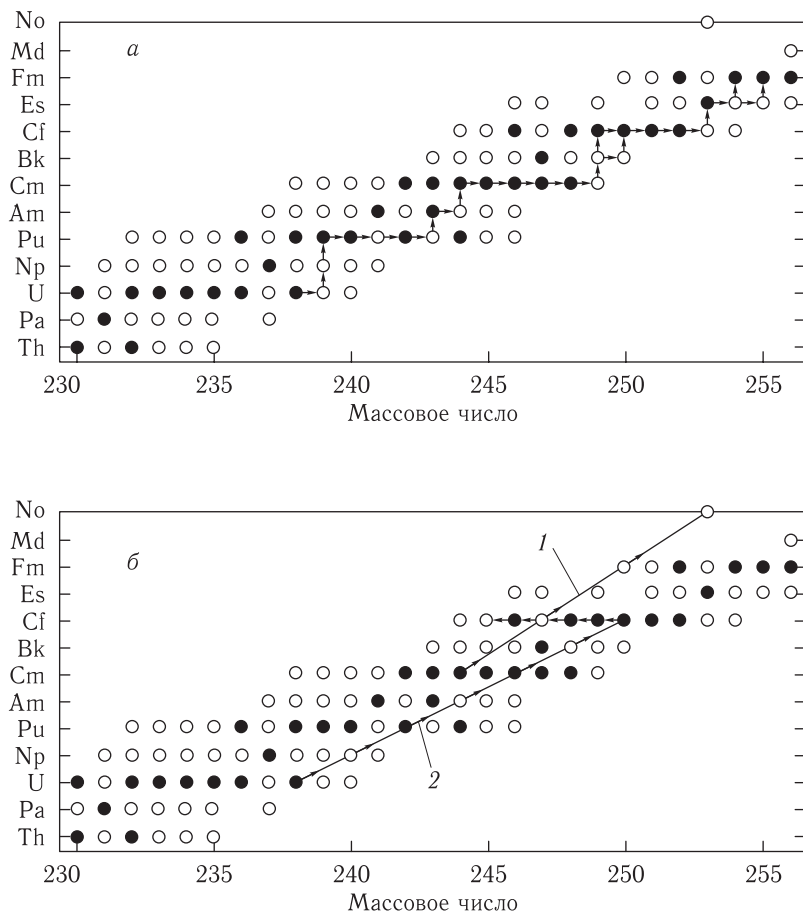 No
Md
Fm
Es
Cf
Bk
Cm
Am
Pu
Np
U
Pa
Th
а
230 235 240 245 250 255
Массовое число
No
Md
Fm
Es
Cf
Bk
Cm
Am
Pu
Np
U
Pa
Th
б
1
2
230 235 240 245 250 255
Массовое число